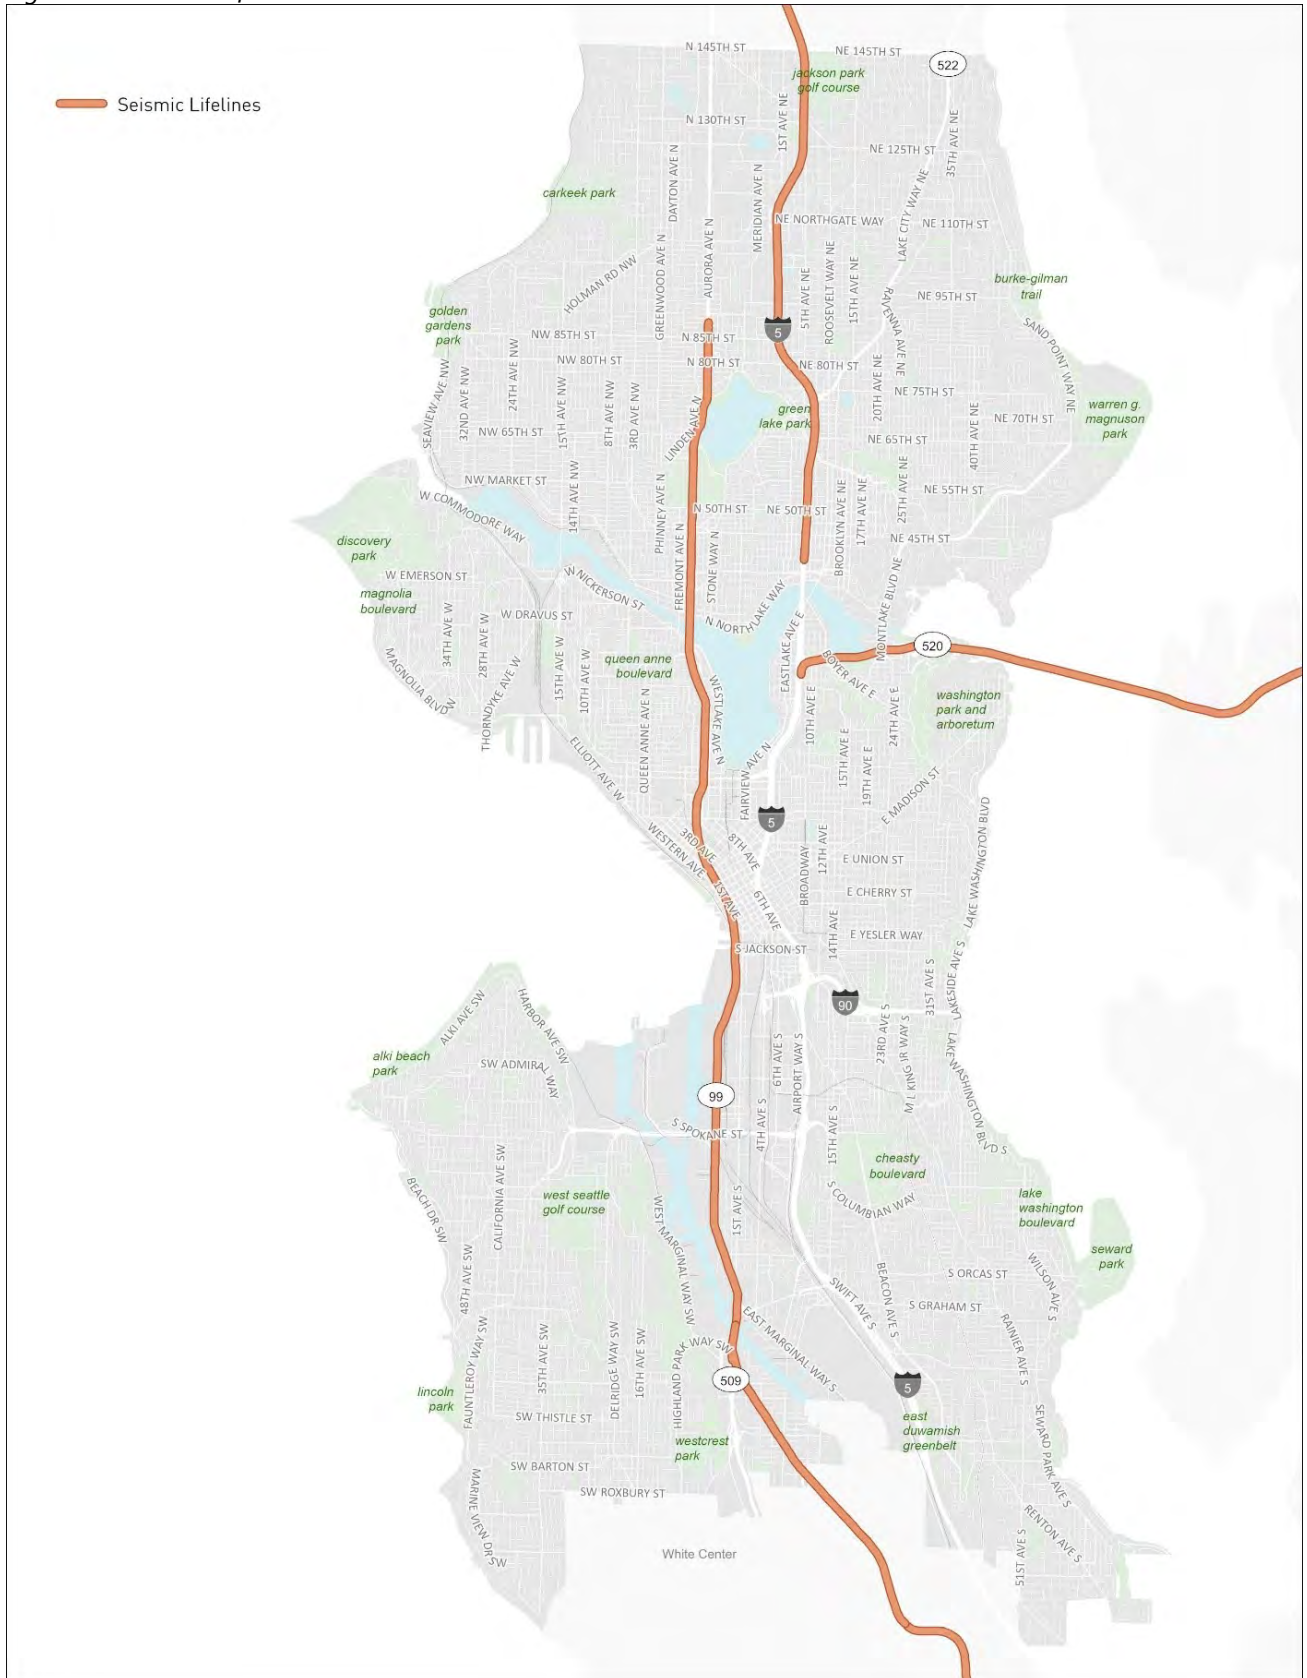 Seismic Lifelines
N 145TH ST
NE 145TH ST
522
jackson park
golf course
N 130TH ST
1ST AVE NE
NE 125TH ST
35TH AVE NE
carkeek park
DAYTON AVE N
MERIDIAN AVE N
NE NORTHGATE WAY
LAKE CITY WAY NE
NE 110TH ST
HOLMAN RD NW
GREENWOOD AVE N
AURORA AVE N
5TH AVE NE
ROOSEVELT WAY NE
15TH AVE NE
burke-gilman
trail
NE 95TH ST
RAVENNA AVE NE
golden
gardens
park
SAND POINT WAY NE
NW 85TH ST
N 85TH ST
5
NW 80TH ST
N 80TH ST
NE 80TH ST
SEAVIEW AVE NW
32ND AVE NW
24TH AVE NW
15TH AVE NW
8TH AVE NW
3RD AVE NW
20TH AVE NE
NE 75TH ST
warren g.
magnuson
park
green
lake park
NE 70TH ST
NW 65TH ST
LINDEN AVE N
NE 65TH ST
40TH AVE NE
NW MARKET ST
W COMMODORE WAY
14TH AVE NW
PHINNEY AVE N
N 50TH ST
NE 50TH ST
BROOKLYN AVE NE
17TH AVE NE
25TH AVE NE
NE 55TH ST
discovery
park
NE 45TH ST
W EMERSON ST
magnolia
boulevard
W NICKERSON ST
FREMONT AVE N
STONE WAY N
N NORTHLAKE WAY
MONTLAKE BLVD NE
W DRAVUS ST
34TH AVE W
28TH AVE W
EASTLAKE AVE E
520
MAGNOLIA BLVD W
THORNDYKE AVE W
15TH AVE W
10TH AVE W
queen anne
boulevard
BOYER AVE E
WESTLAKE AVE N
QUEEN ANNE AVE N
10TH AVE E
24TH AVE E
washington
park and
arboretum
ELLIOTT AVE W
FAIRVIEW AVE N
15TH AVE E
19TH AVE E
E MADISON ST
5
WESTERN AVE
3RD AVE
8TH AVE
12TH AVE
LAKE WASHINGTON BLVD
E UNION ST
BROADWAY
1ST AVE
6TH AVE
E CHERRY ST
14TH AVE
E YESLER WAY
S JACKSON ST
31ST AVE S
LAKESIDE AVE S
90
ALKI AVE SW
HARBOR AVE SW
alki beach
park
SW ADMIRAL WAY
6TH AVE S
AIRPORT WAY S
23RD AVE S
M L KING JR WAY S
LAKE WASHINGTON BLVD S
99
4TH AVE S
S SPOKANE ST
15TH AVE S
cheasty
boulevard
BEACH DR SW
CALIFORNIA AVE SW
west seattle
golf course
WEST MARGINAL WAY SW
1ST AVE S
S COLUMBIAN WAY
lake
washington
boulevard
seward
park
48TH AVE SW
SWIFT AVE S
BEACON AVE S
S ORCAS ST
WILSON AVE S
S GRAHAM ST
EAST MARGINAL WAY S
RAINIER AVE S
FAUNTLEROY WAY SW
35TH AVE SW
DELRIDGE WAY SW
16TH AVE SW
HIGHLAND PARK WAY SW
509
5
lincoln
park
SW THISTLE ST
east
duwamish
greenbelt
SEWARD PARK AVE S
westcrest
park
SW BARTON ST
MARINE VIEW DR SW
SW ROXBURY ST
RENTON AVE S
White Center
51ST AVE S